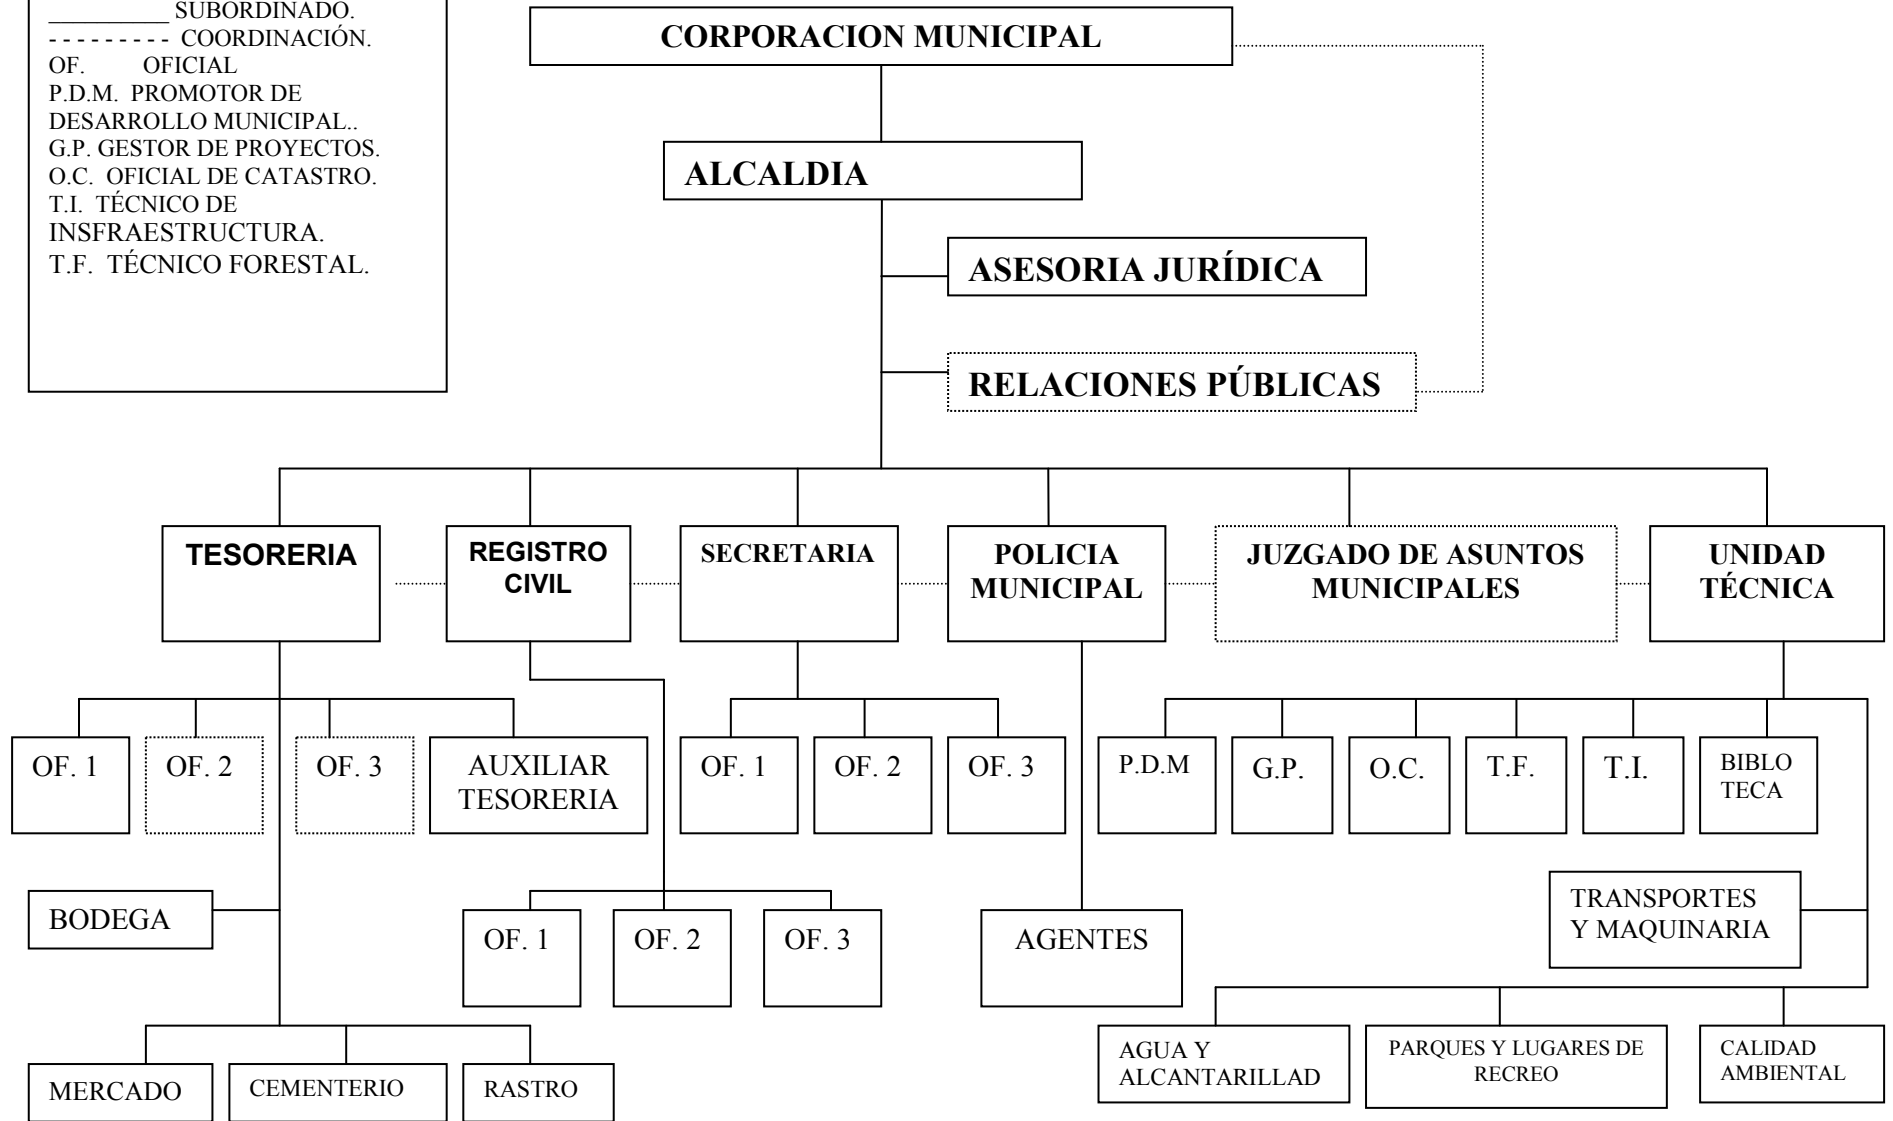 __________ SUBORDINADO.
- - - - - - - - - COORDINACIÓN.
OF. OFICIAL
P.D.M. PROMOTOR DE
DESARROLLO MUNICIPAL..
G.P. GESTOR DE PROYECTOS.
O.C. OFICIAL DE CATASTRO.
T.I. TÉCNICO DE
INSFRAESTRUCTURA.
T.F. TÉCNICO FORESTAL.
CORPORACION MUNICIPAL
ALCALDIA
ASESORIA JURÍDICA
RELACIONES PÚBLICAS
TESORERIA
REGISTRO
CIVIL
SECRETARIA
POLICIA
MUNICIPAL
JUZGADO DE ASUNTOS
MUNICIPALES
UNIDAD
TÉCNICA
OF. 1
OF. 2
OF. 3
AUXILIAR
TESORERIA
OF. 1
OF. 2
OF. 3
P.D.M
G.P.
O.C.
T.F.
T.I.
BIBLO
TECA
BODEGA
OF. 1
OF. 2
OF. 3
AGENTES
TRANSPORTES
Y MAQUINARIA
MERCADO
CEMENTERIO
RASTRO
AGUA Y
ALCANTARILLAD
PARQUES Y LUGARES DE
RECREO
CALIDAD
AMBIENTAL